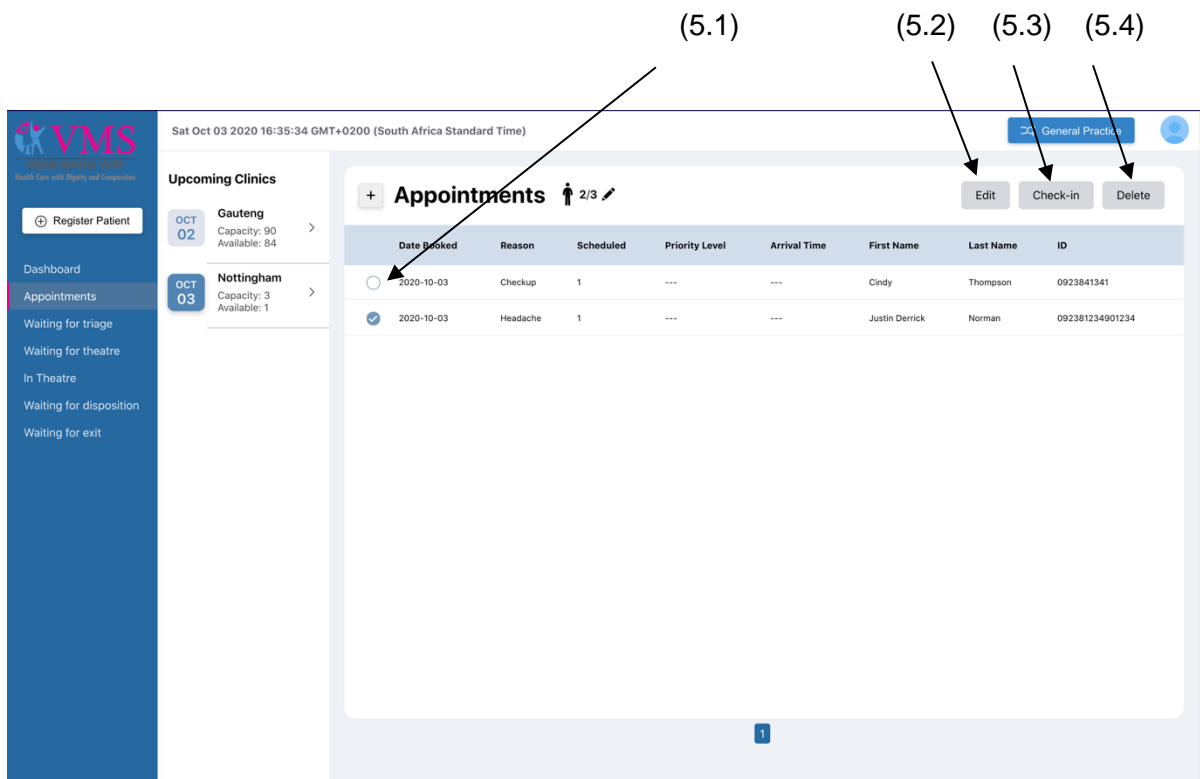 (5.1) (5.2) (5.3) (5.4)
VMS
Health Care with Dignity and Compassion
Sat Oct 03 2020 16:35:34 GMT+0200 (South Africa Standard Time)
General Practice
Register Patient
Dashboard
Appointments
Waiting for triage
Waiting for theatre
In Theatre
Waiting for disposition
Waiting for exit
Upcoming Clinics
OCT
02
Gauteng
Capacity: 90
Available: 84
OCT
03
Nottingham
Capacity: 3
Available: 1
+ Appointments 2/3
Edit Check-in Delete
Date Booked Reason Scheduled Priority Level Arrival Time First Name Last Name ID
2020-10-03 Checkup 1 --- --- Cindy Thompson 0923841341
2020-10-03 Headache 1 --- --- Justin Derrick Norman 092381234901234
1